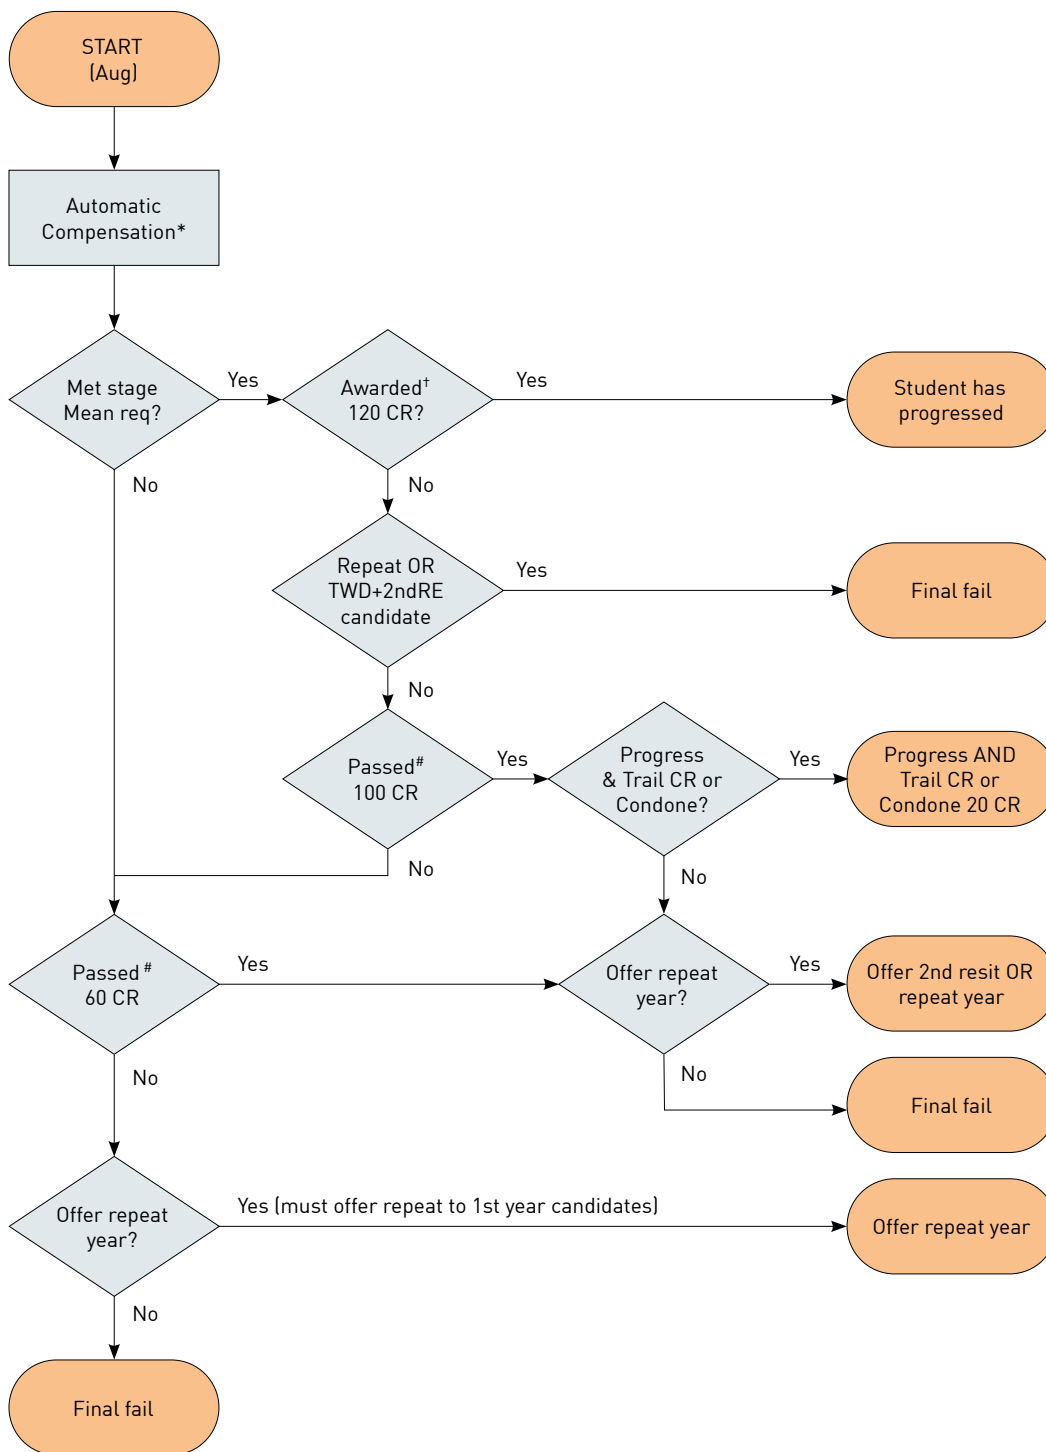 START
(Aug)
Automatic
Compensation*
Met stage
Mean req?
Yes
Awarded†
120 CR?
Yes
Student has
progressed
No
No
Repeat OR
TWD+2ndRE
candidate
Yes
Final fail
No
Passed#
100 CR
Yes
Progress
& Trail CR or
Condone?
Yes
Progress AND
Trail CR or
Condone 20 CR
No
No
Passed #
60 CR
Yes
Offer repeat
year?
Yes
Offer 2nd resit OR
repeat year
No
No
Final fail
Offer repeat
year?
Yes (must offer repeat to 1st year candidates)
Offer repeat year
No
Final fail